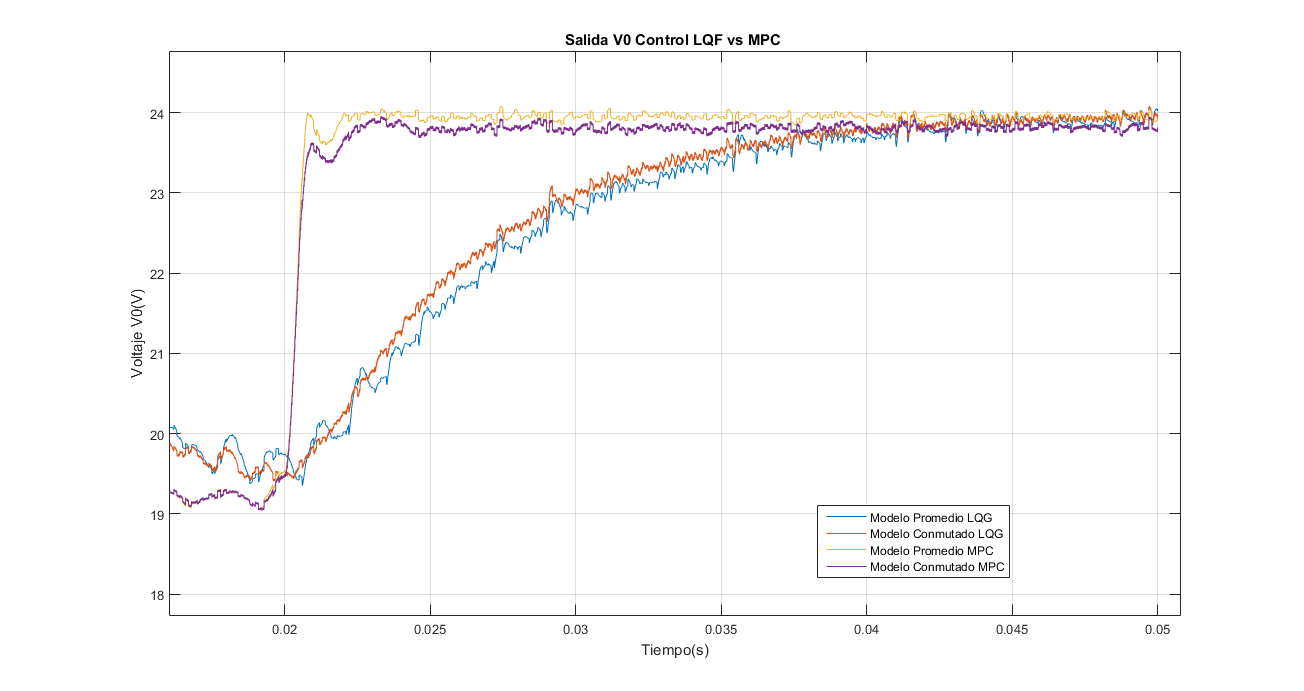 Salida V0 Control LQF vs MPC
Voltaje V0(V)
24
23
22
21
20
19
18
Modelo Promedio LQG
Modelo Conmutado LQG
Modelo Promedio MPC
Modelo Conmutado MPC
0.02 0.025 0.03 0.035 0.04 0.045 0.05
Tiempo(s)